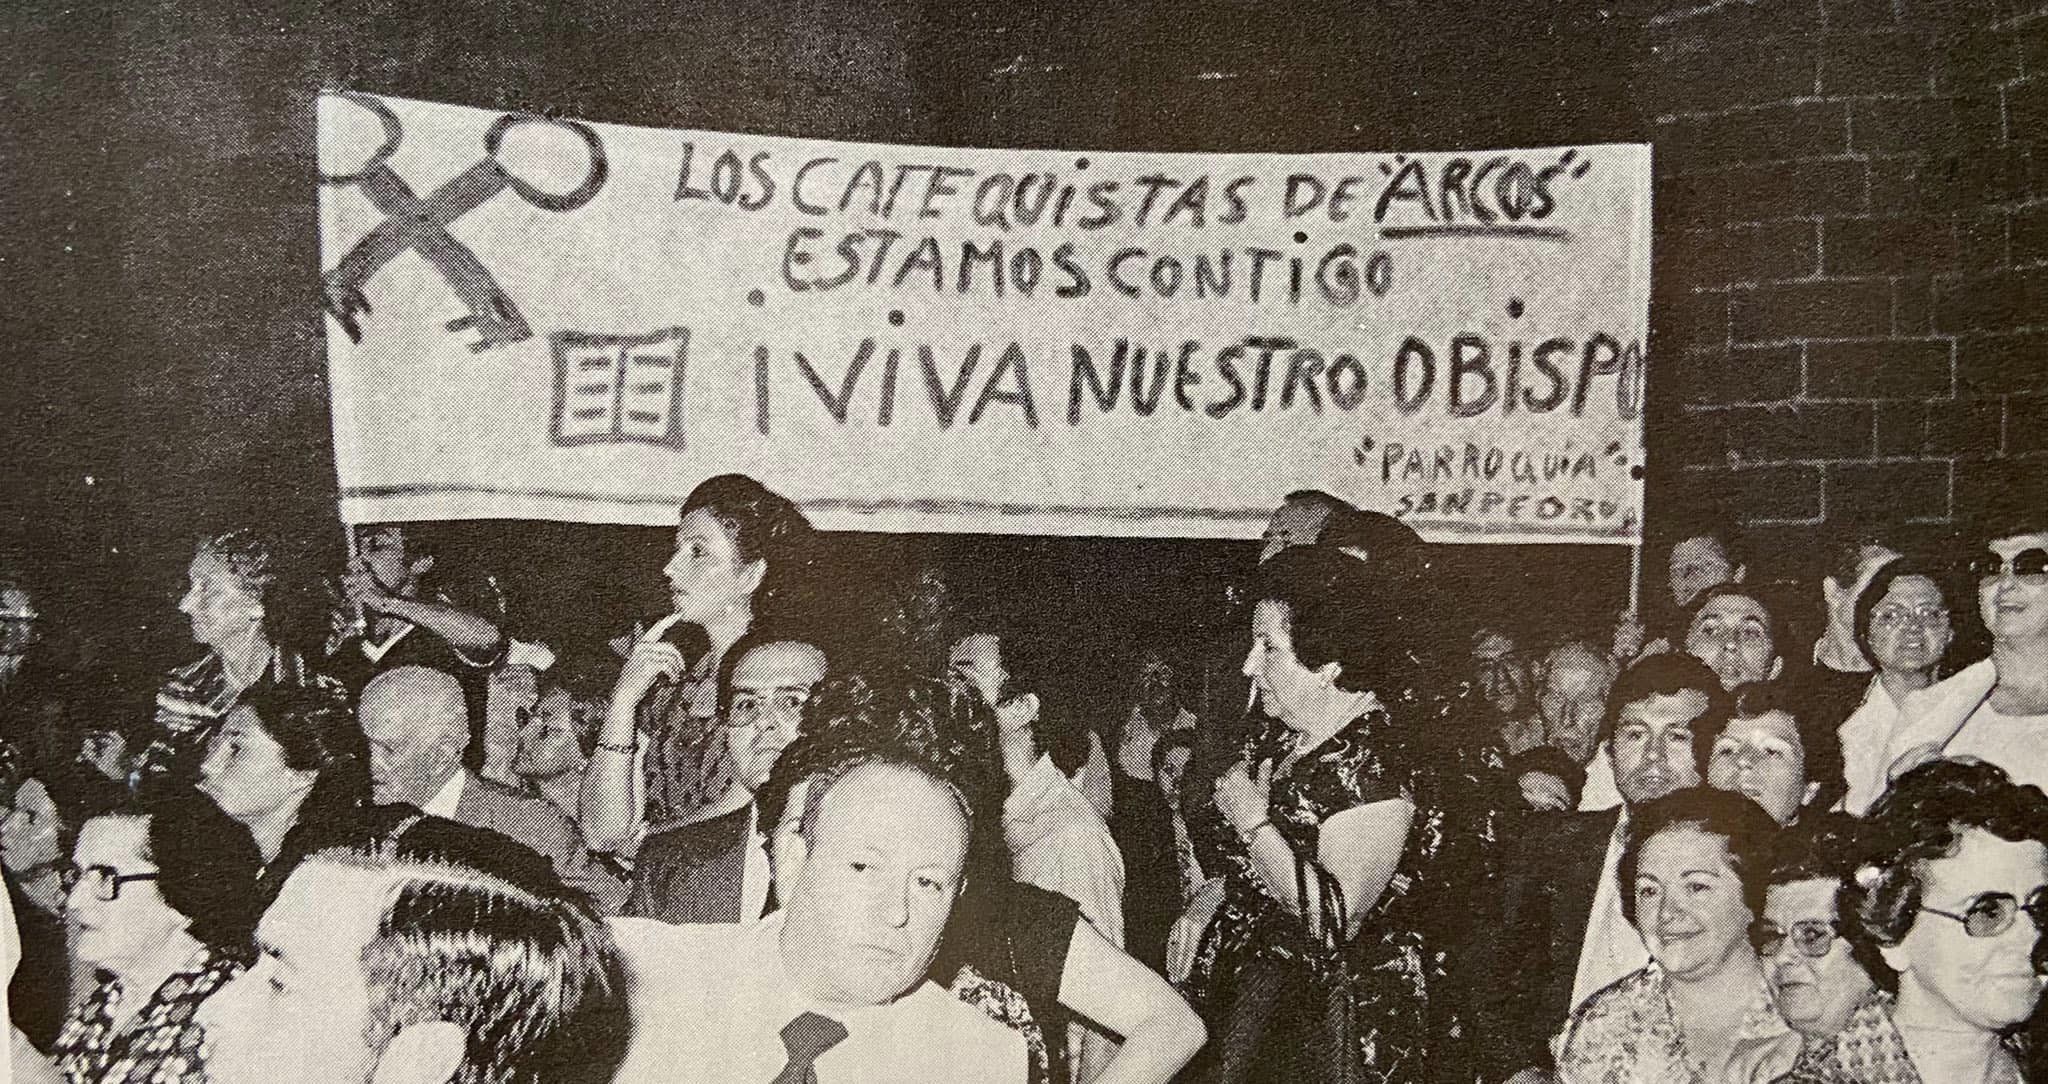 LOS CATEQUISTAS DE "ARCOS"
ESTAMOS CONTIGO
¡VIVA NUESTRO OBISPO
"PARROQUIA"
SAN PEDRO